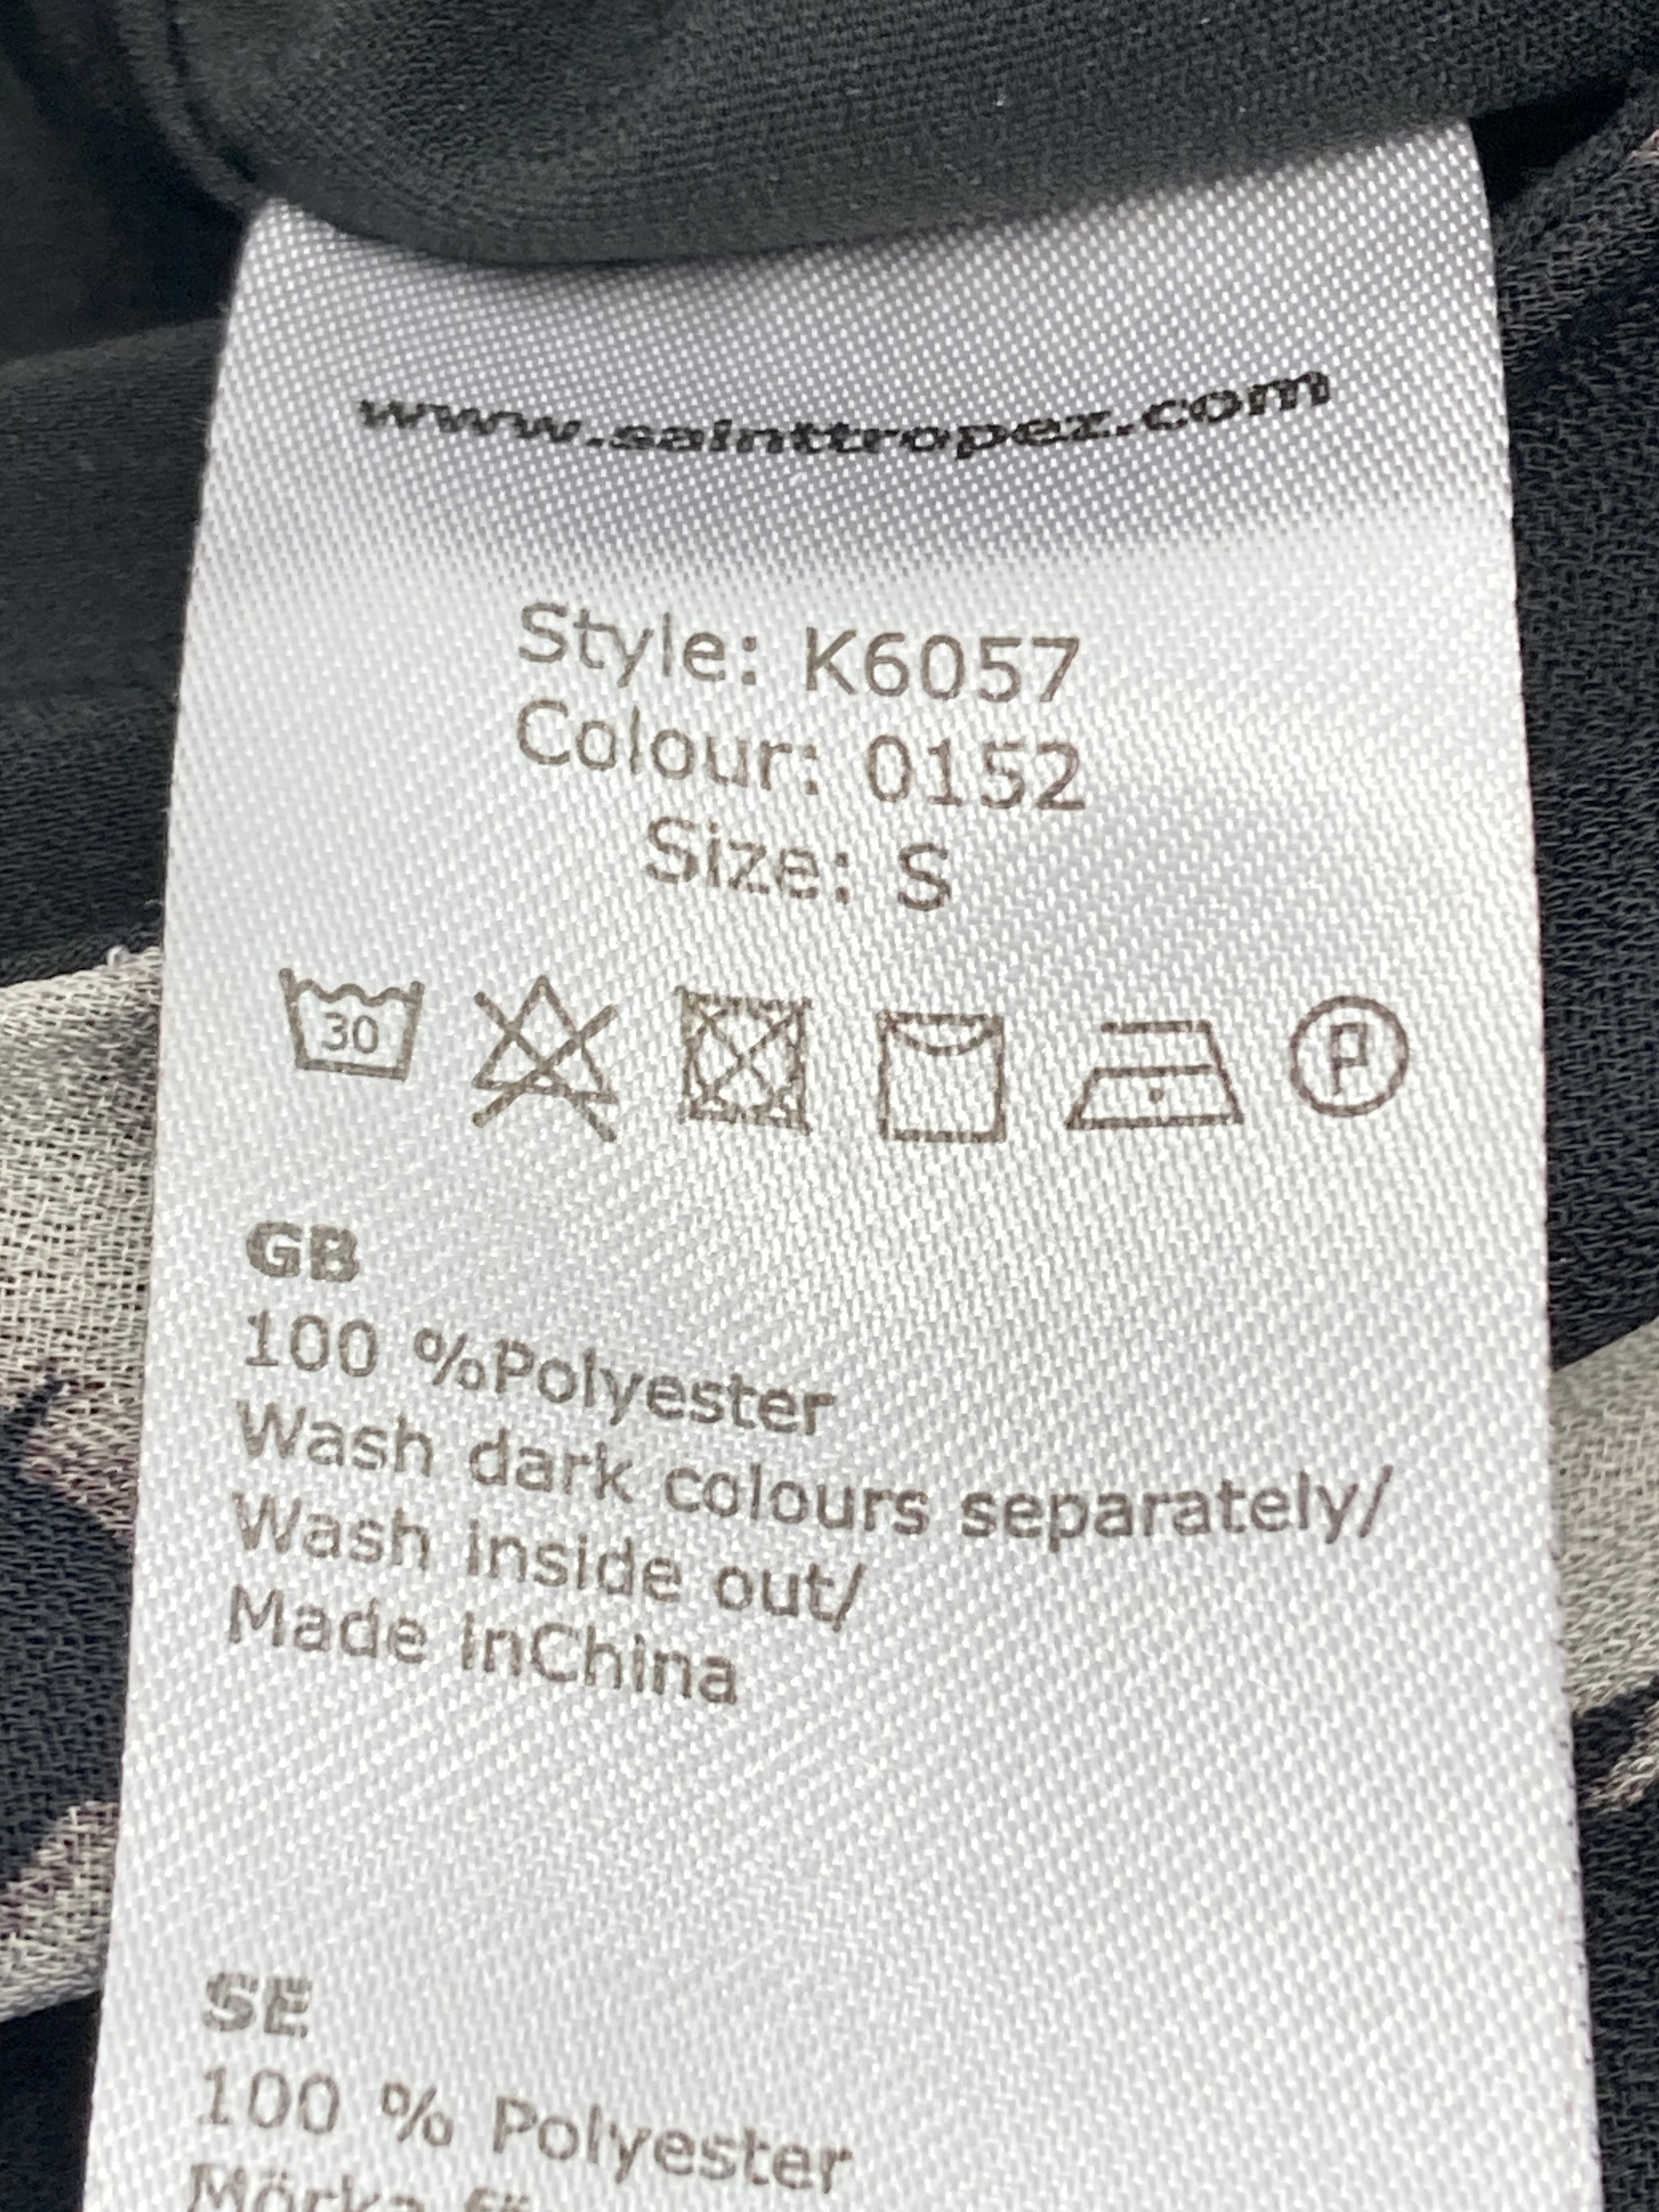 www.sainttropez.com
Style: K6057
Colour: 0152
Size: S
30 P
GB
100 %Polyester
Wash dark colours separately/
Wash inside out/
Made inChina
SE
100 % Polyester
Mörka